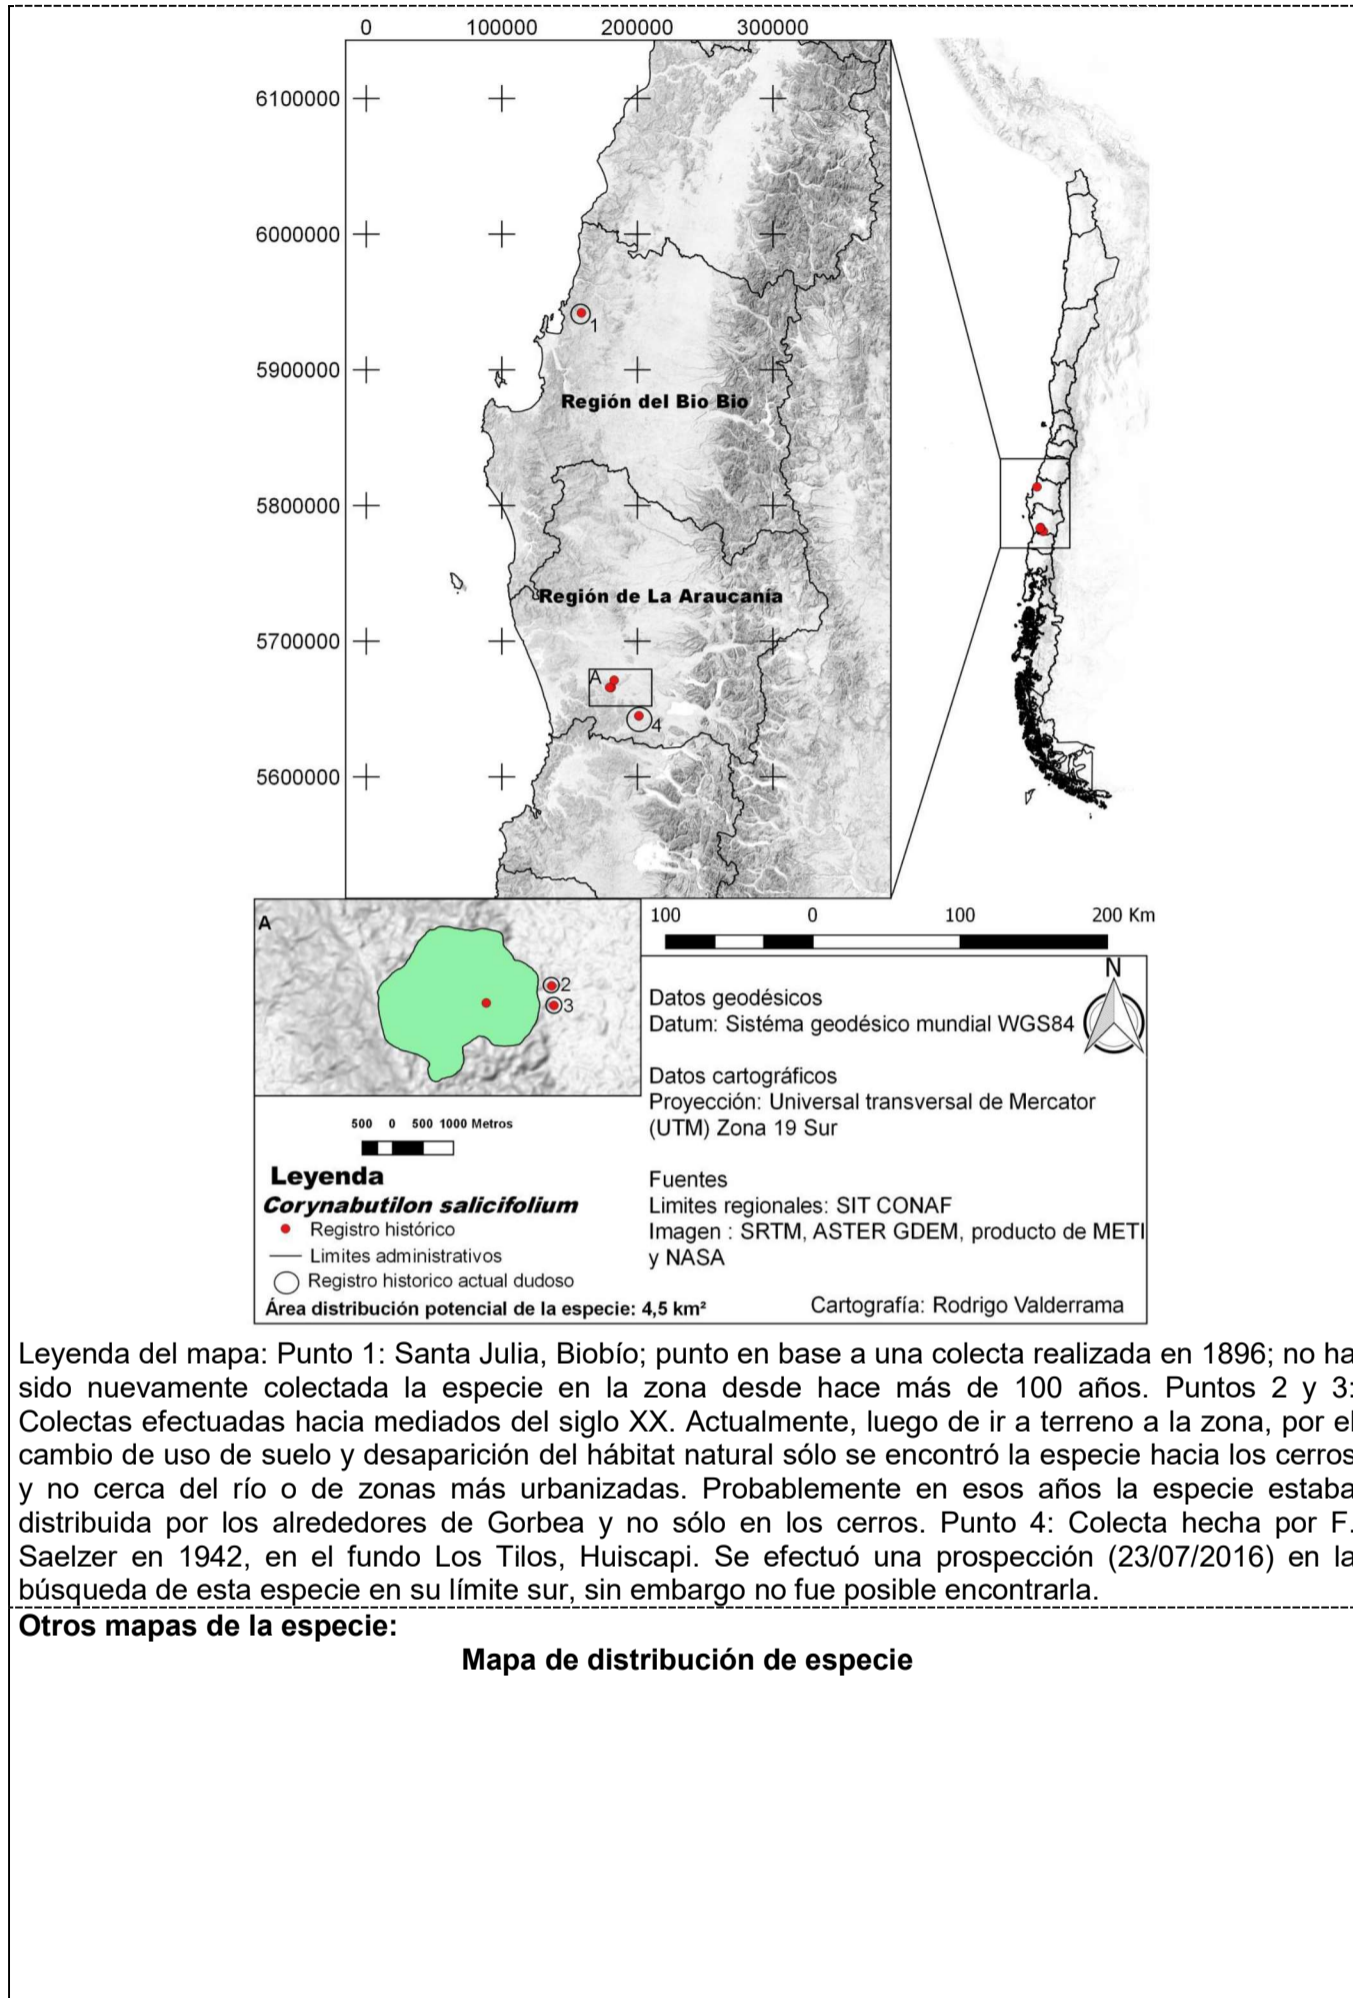 0 100000 200000 300000
6100000
6000000
1
5900000
Región del Bio Bio
5800000
Región de La Araucanía
5700000
A
4
5600000
A
2
3
100 0 100 200 Km
N
Datos geodésicos
Datum: Sistéma geodésico mundial WGS84
Datos cartográficos
Proyección: Universal transversal de Mercator
(UTM) Zona 19 Sur
500 0 500 1000 Metros
Leyenda
Corynabutilon salicifolium
Registro histórico
Limites administrativos
Registro historico actual dudoso
Área distribución potencial de la especie: 4,5 km²
Fuentes
Limites regionales: SIT CONAF
Imagen : SRTM, ASTER GDEM, producto de METI
y NASA
Cartografía: Rodrigo Valderrama
Leyenda del mapa: Punto 1: Santa Julia, Biobío; punto en base a una colecta realizada en 1896; no ha
sido nuevamente colectada la especie en la zona desde hace más de 100 años. Puntos 2 y 3:
Colectas efectuadas hacia mediados del siglo XX. Actualmente, luego de ir a terreno a la zona, por el
cambio de uso de suelo y desaparición del hábitat natural sólo se encontró la especie hacia los cerros
y no cerca del río o de zonas más urbanizadas. Probablemente en esos años la especie estaba
distribuida por los alrededores de Gorbea y no sólo en los cerros. Punto 4: Colecta hecha por F.
Saelzer en 1942, en el fundo Los Tilos, Huiscapi. Se efectuó una prospección (23/07/2016) en la
búsqueda de esta especie en su límite sur, sin embargo no fue posible encontrarla.
Otros mapas de la especie:
Mapa de distribución de especie